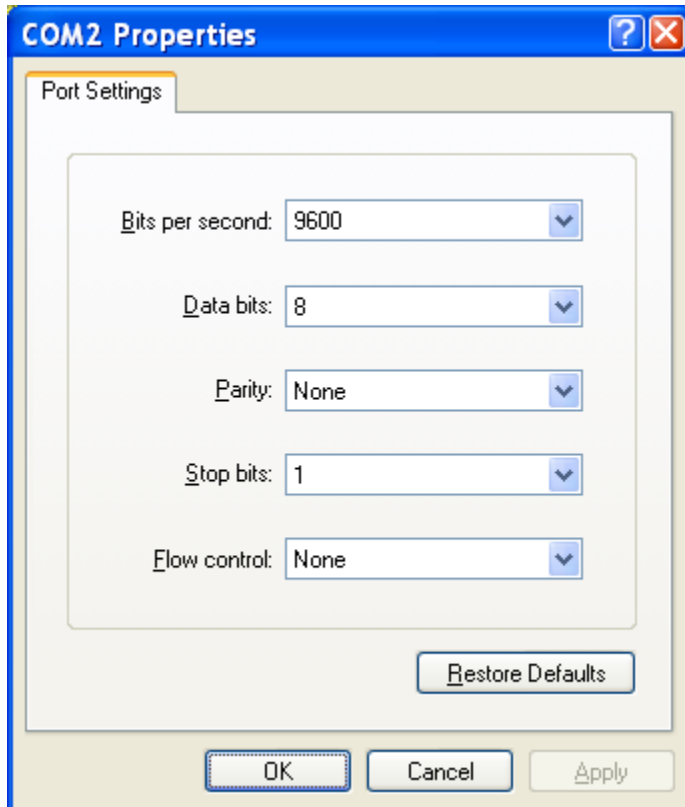 COM2 Properties
Port Settings
Bits per second: 9600
Data bits: 8
Parity: None
Stop bits: 1
Flow control: None
Restore Defaults
OK Cancel Apply